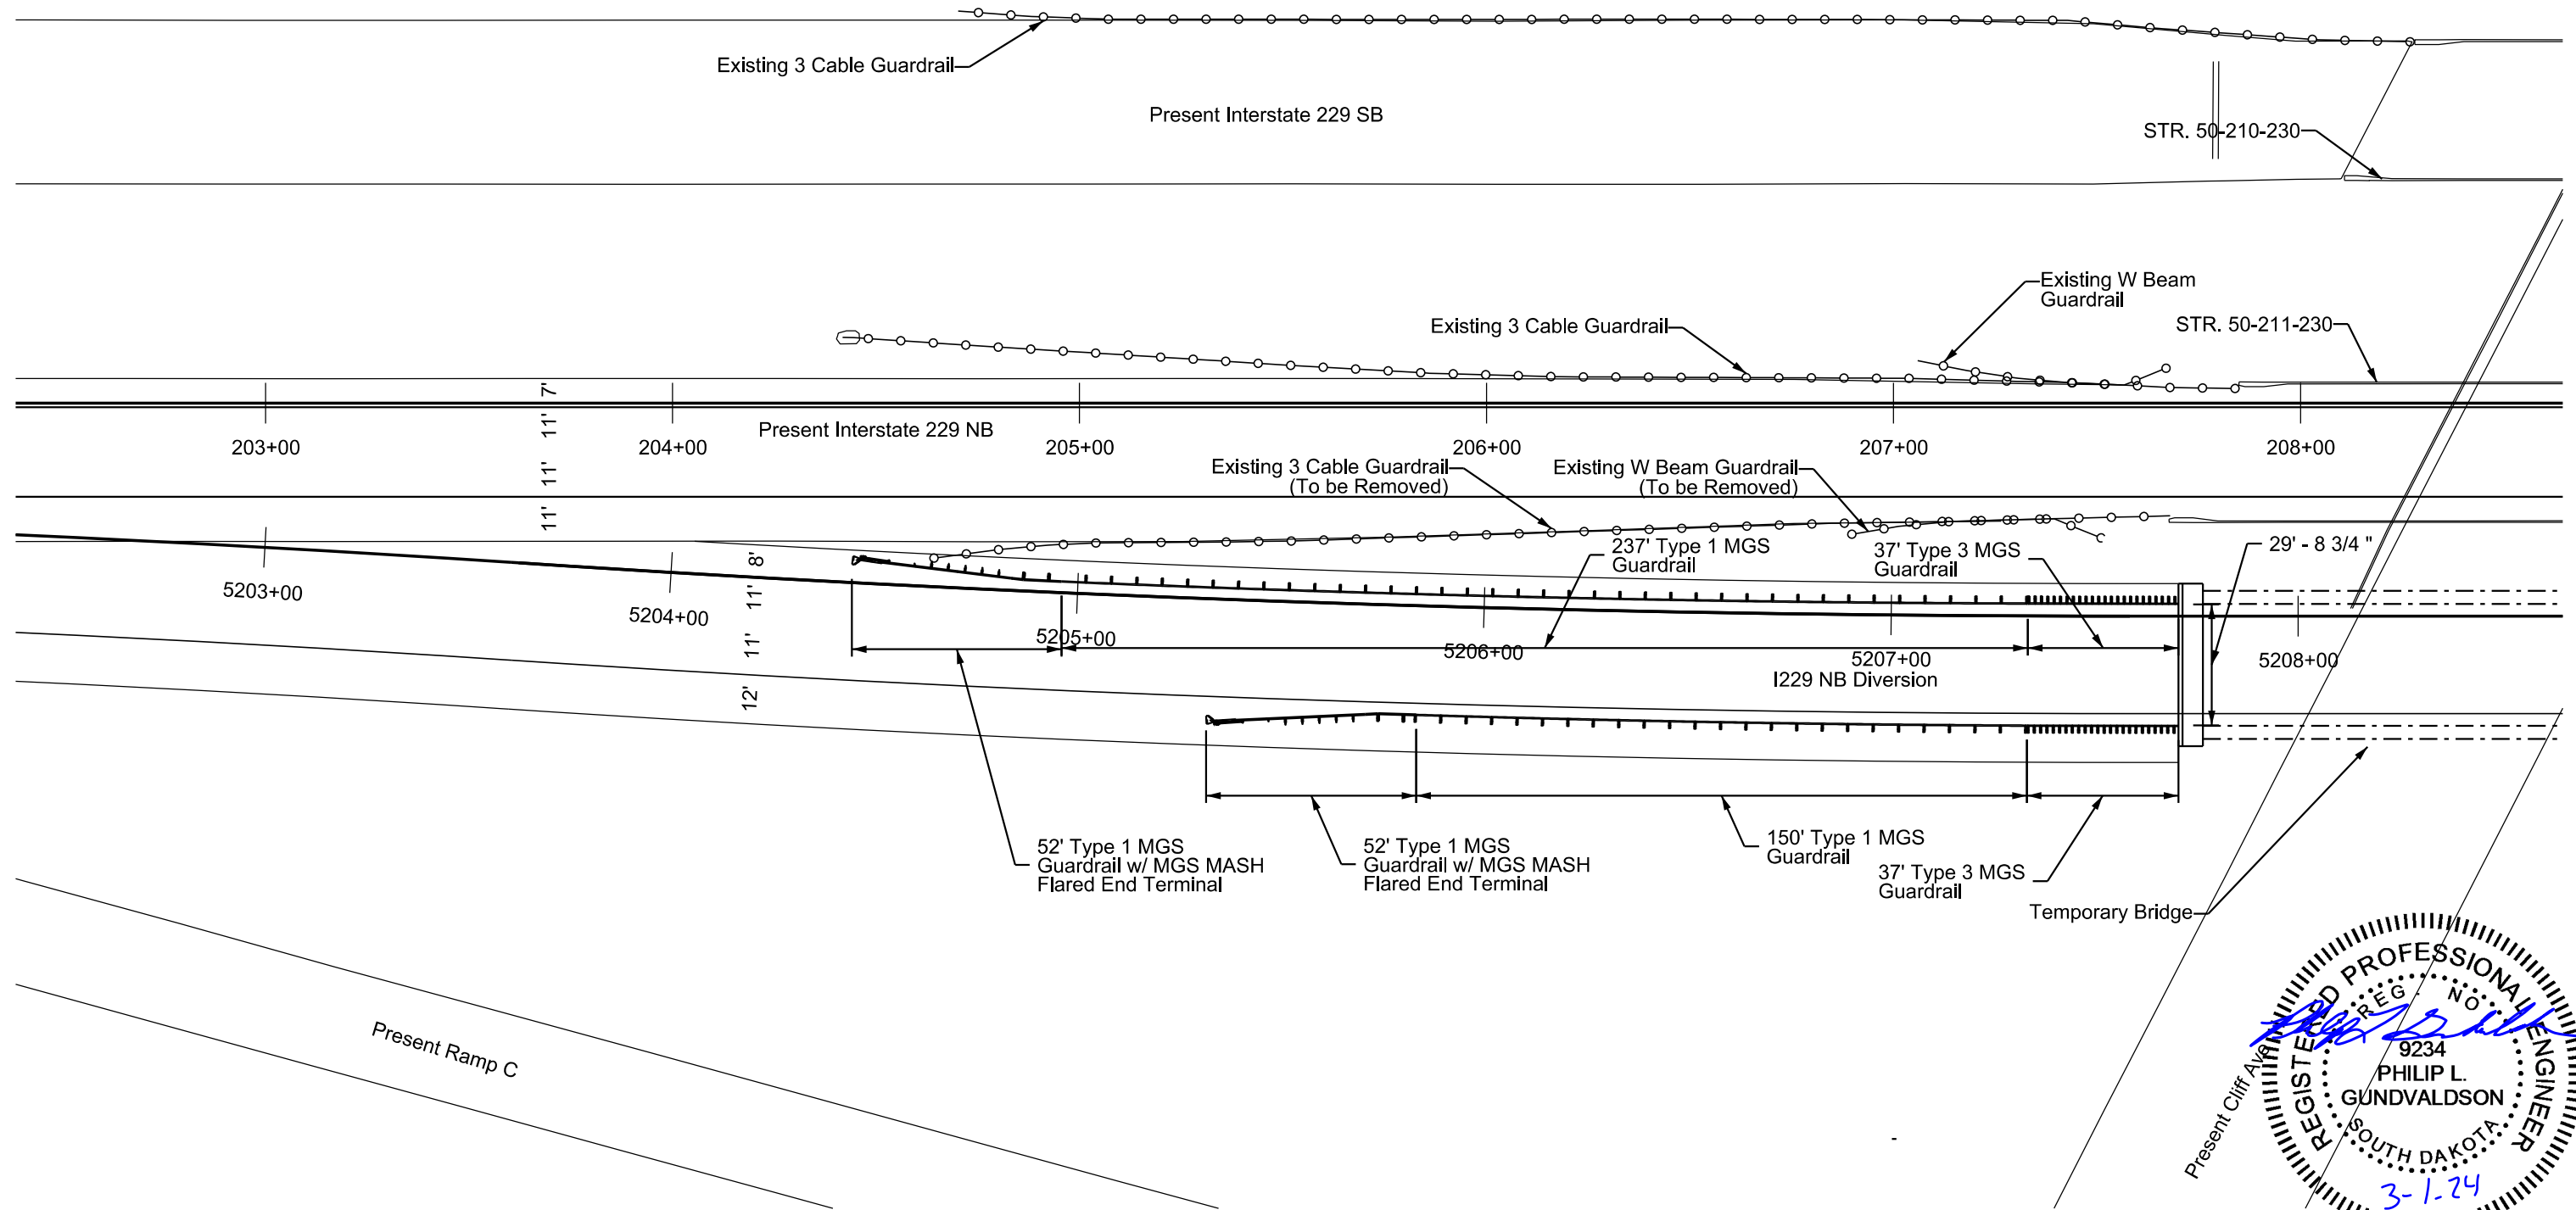 Existing 3 Cable Guardrail
Present Interstate 229 SB
STR. 50-210-230
Existing W Beam
Guardrail
Existing 3 Cable Guardrail
STR. 50-211-230
7'
11'
11'
11'
Present Interstate 229 NB
203+00
204+00
205+00
206+00
207+00
208+00
Existing 3 Cable Guardrail
(To be Removed)
Existing W Beam Guardrail
(To be Removed)
237' Type 1 MGS
Guardrail
37' Type 3 MGS
Guardrail
29' - 8 3/4 "
8'
11'
11'
12'
5203+00
5204+00
5205+00
5206+00
5207+00
5208+00
I229 NB Diversion
52' Type 1 MGS
Guardrail w/ MGS MASH
Flared End Terminal
52' Type 1 MGS
Guardrail w/ MGS MASH
Flared End Terminal
150' Type 1 MGS
Guardrail
37' Type 3 MGS
Guardrail
Temporary Bridge
Present Ramp C
Present Cliff Ave
REGISTERED PROFESSIONAL ENGINEER
REG. NO.
9234
PHILIP L.
GUNDVALDSON
SOUTH DAKOTA
3-1-24